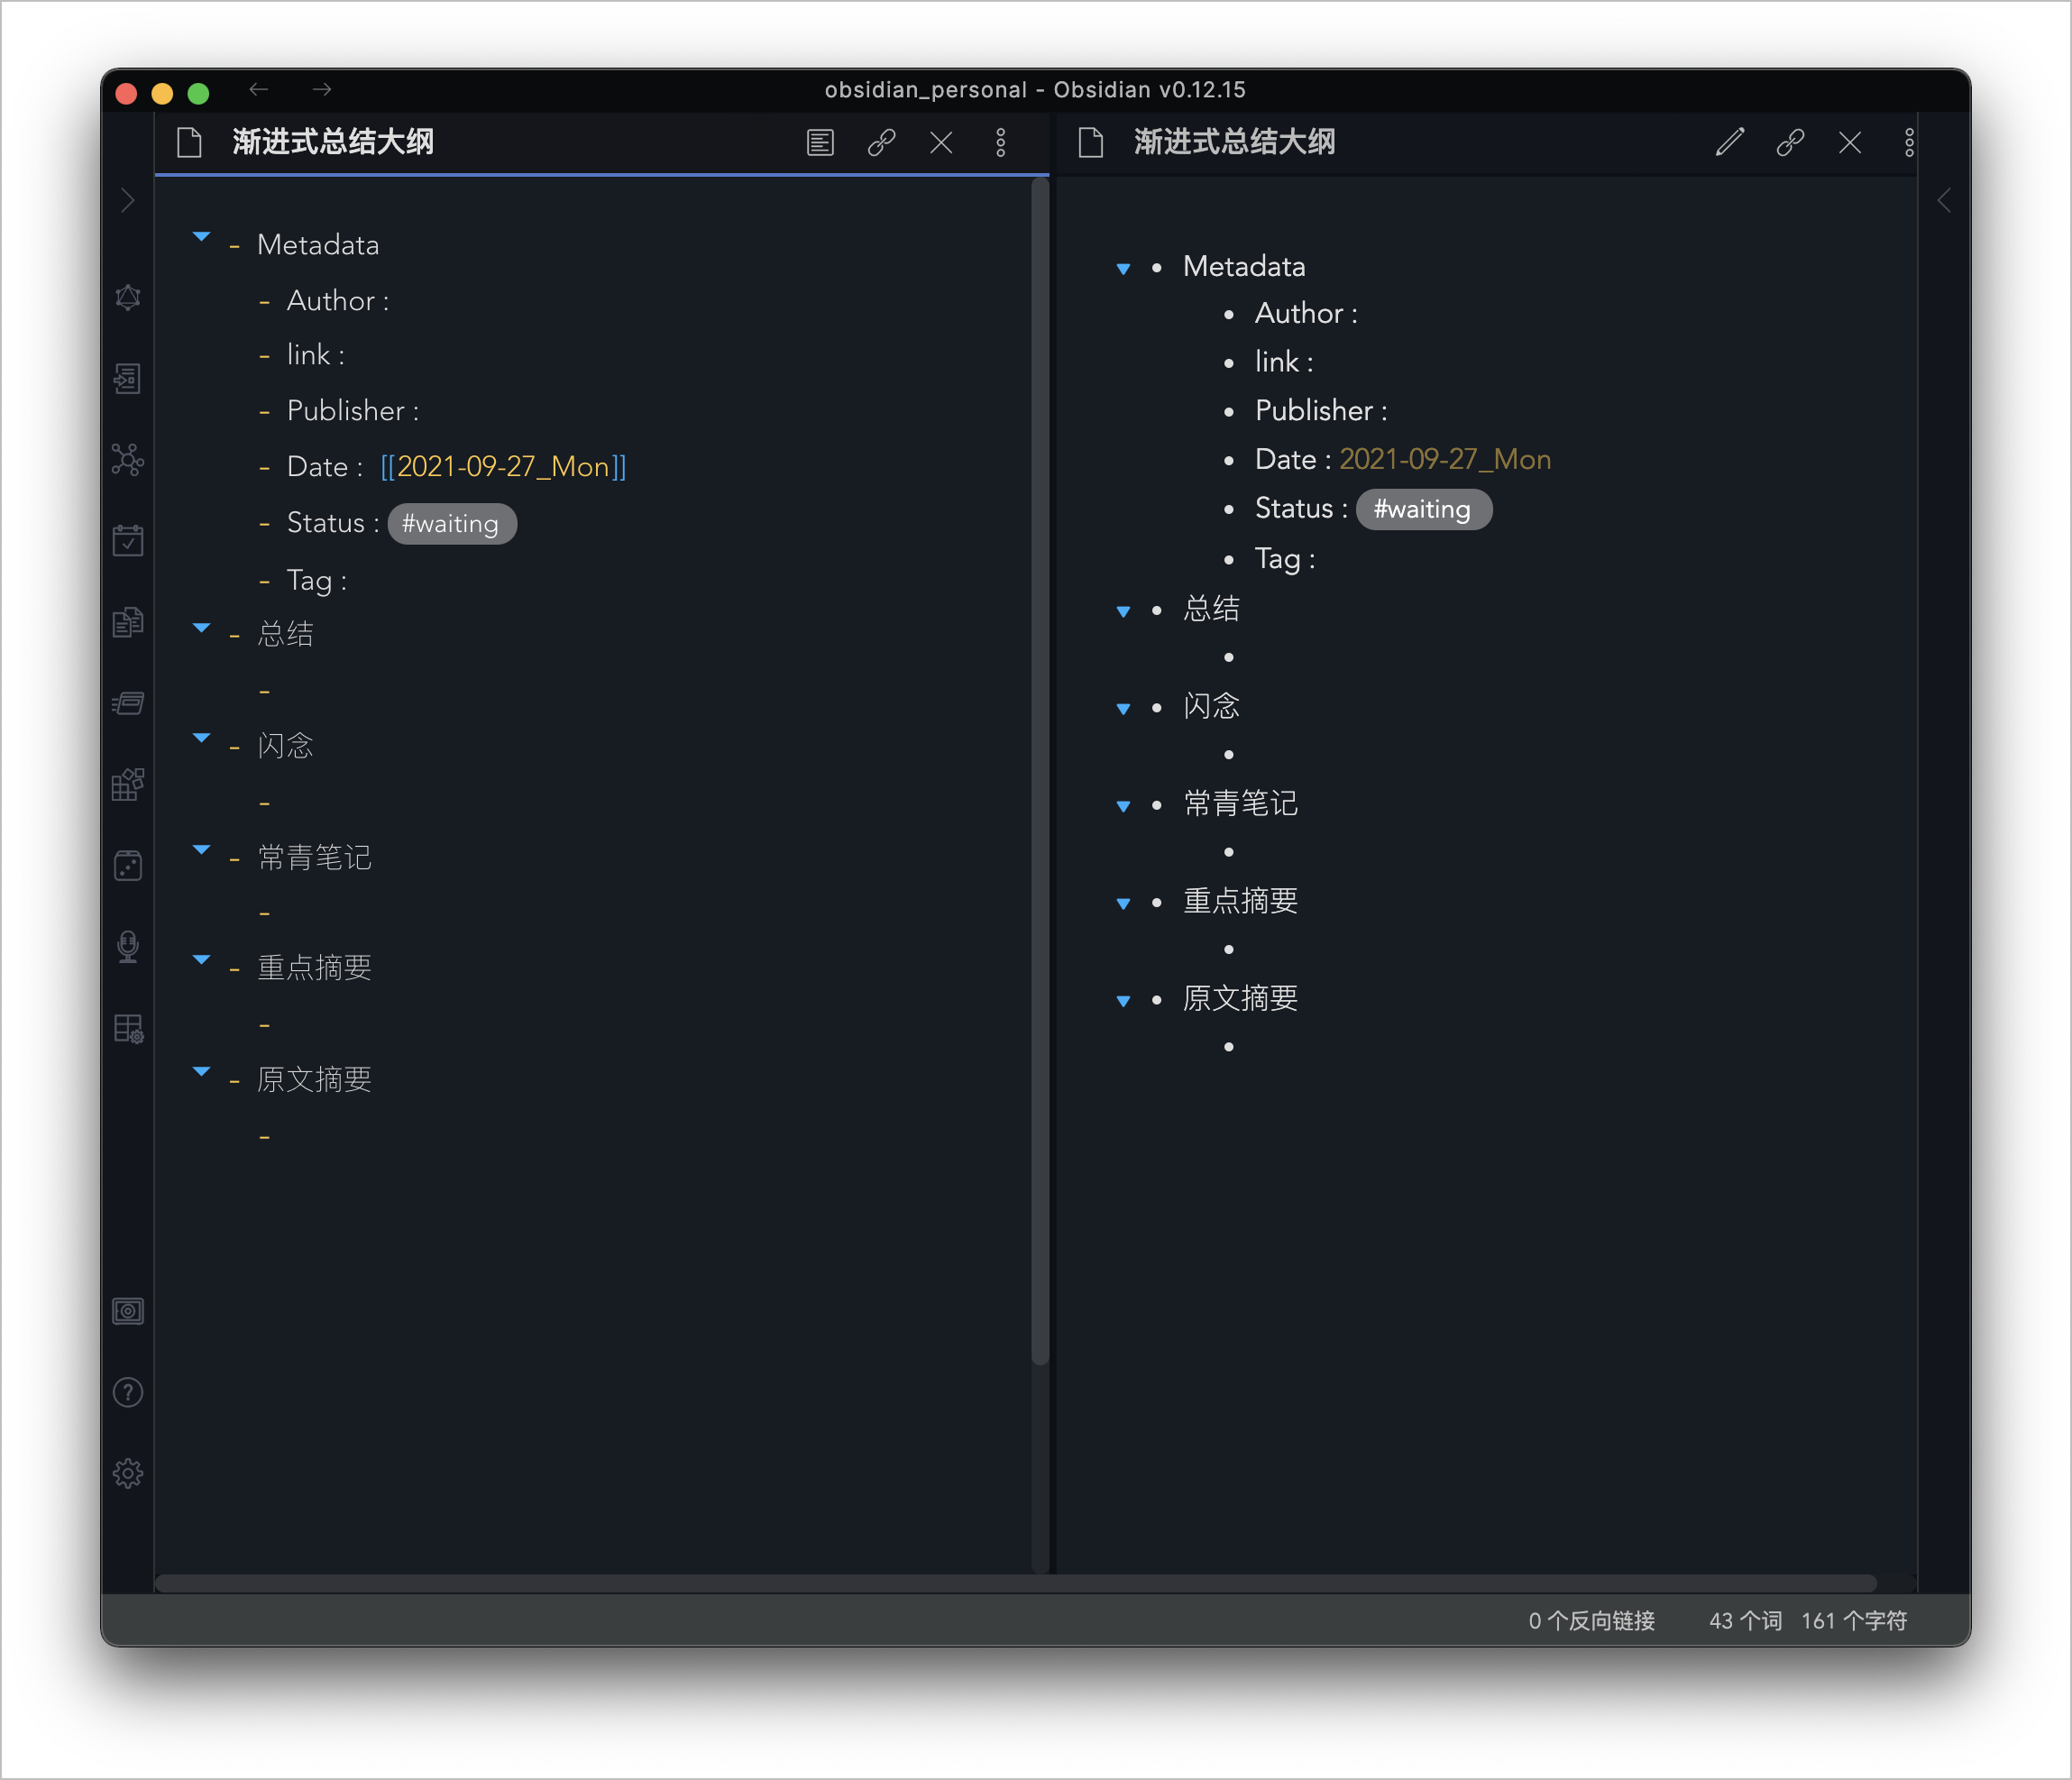 obsidian_personal - Obsidian v0.12.15
渐进式总结大纲
- Metadata
- Author :
- link :
- Publisher :
- Date : [[2021-09-27_Mon]]
- Status : #waiting
- Tag :
- 总结
-
- 闪念
-
- 常青笔记
-
- 重点摘要
-
- 原文摘要
-
渐进式总结大纲
• Metadata
• Author :
• link :
• Publisher :
• Date : 2021-09-27_Mon
• Status : #waiting
• Tag :
• 总结
•
• 闪念
•
• 常青笔记
•
• 重点摘要
•
• 原文摘要
•
0 个反向链接 43 个词 161 个字符